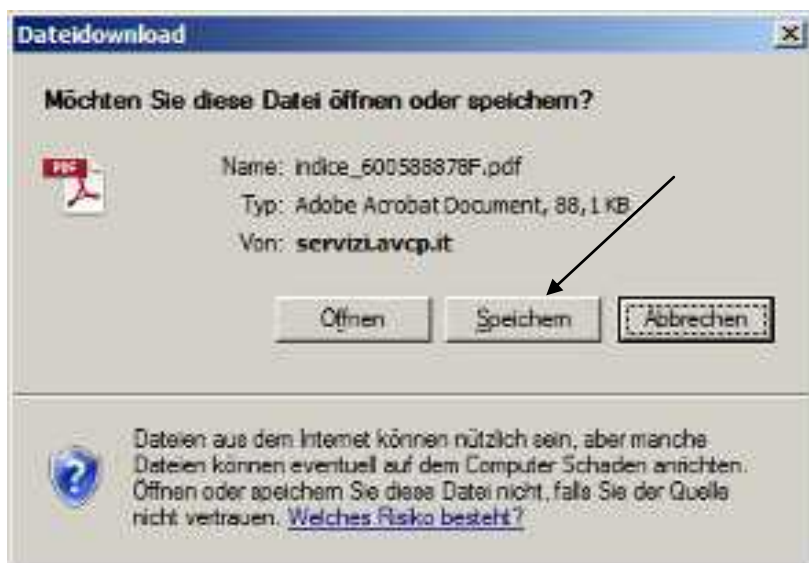 Dateidownload
Möchten Sie diese Datei öffnen oder speichern?
PDF
Name: indice_600588878F.pdf
Typ: Adobe Acrobat Document, 88,1 KB
Von: servizi.avcp.it
Öffnen Speichern Abbrechen
Dateien aus dem Internet können nützlich sein, aber manche
Dateien können eventuell auf dem Computer Schaden anrichten.
Öffnen oder speichern Sie diese Datei nicht, falls Sie der Quelle
nicht vertrauen. Welches Risiko besteht?